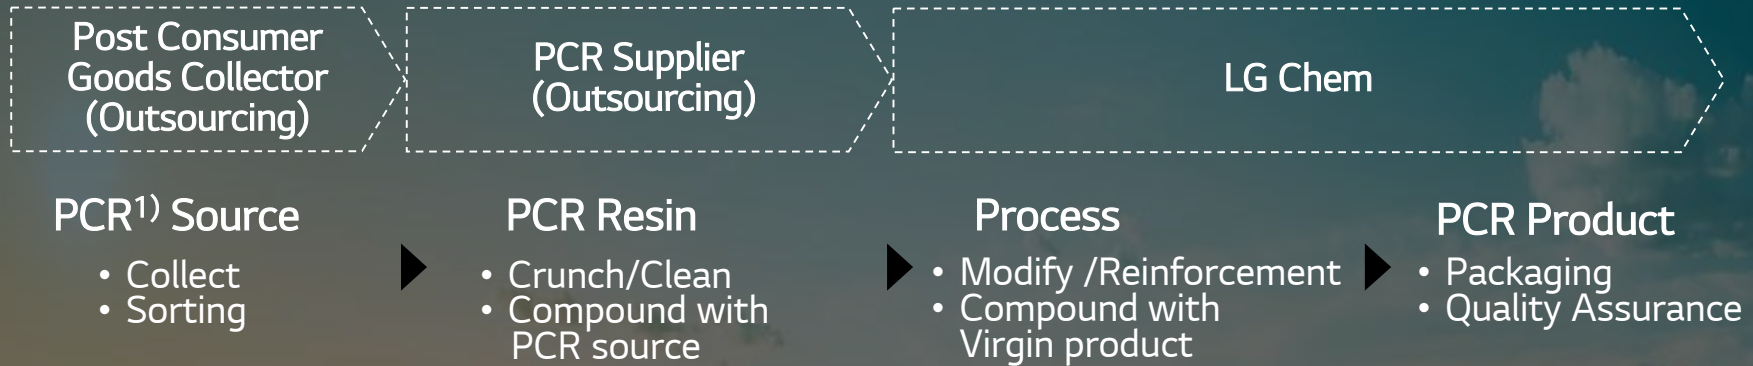 Post Consumer
Goods Collector
(Outsourcing)
PCR Supplier
(Outsourcing)
LG Chem
PCR¹⁾ Source
• Collect
• Sorting
PCR Resin
• Crunch/Clean
• Compound with
PCR source
Process
• Modify /Reinforcement
• Compound with
Virgin product
PCR Product
• Packaging
• Quality Assurance